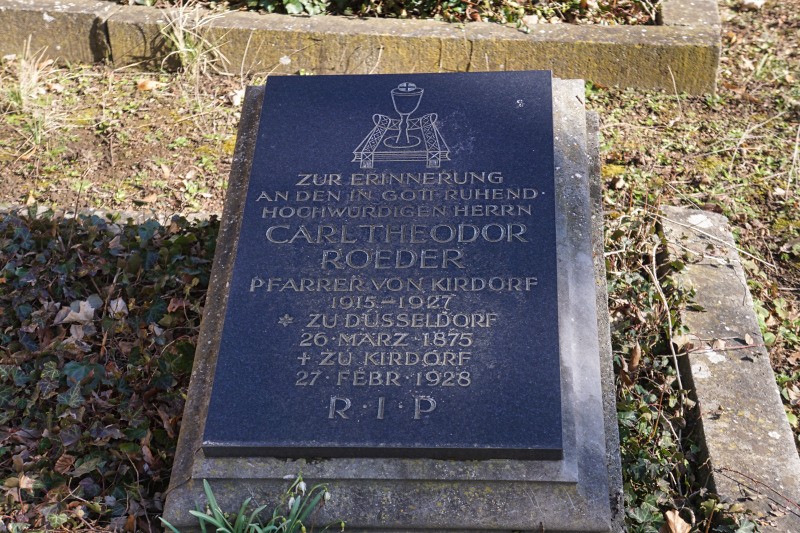 ZUR ERINNERUNG
AN DEN IN GOTT RUHEND·
HOCHWÜRDIGEN HERRN
CARL THEODOR
ROEDER
PFARRER VON KIRDORF
1915-1927
* ZU DÜSSELDORF
26·MÄRZ·1875
+ ZU KIRDORF
27·FEBR·1928
R·I·P